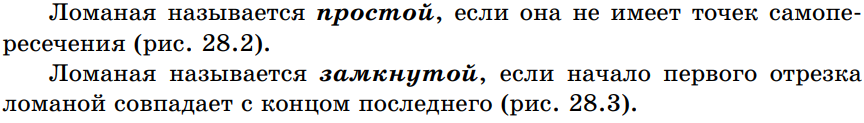 Ломаная называется простой, если она не имеет точек самопе-
ресечения (рис. 28.2).
Ломаная называется замкнутой, если начало первого отрезка
ломаной совпадает с концом последнего (рис. 28.3).